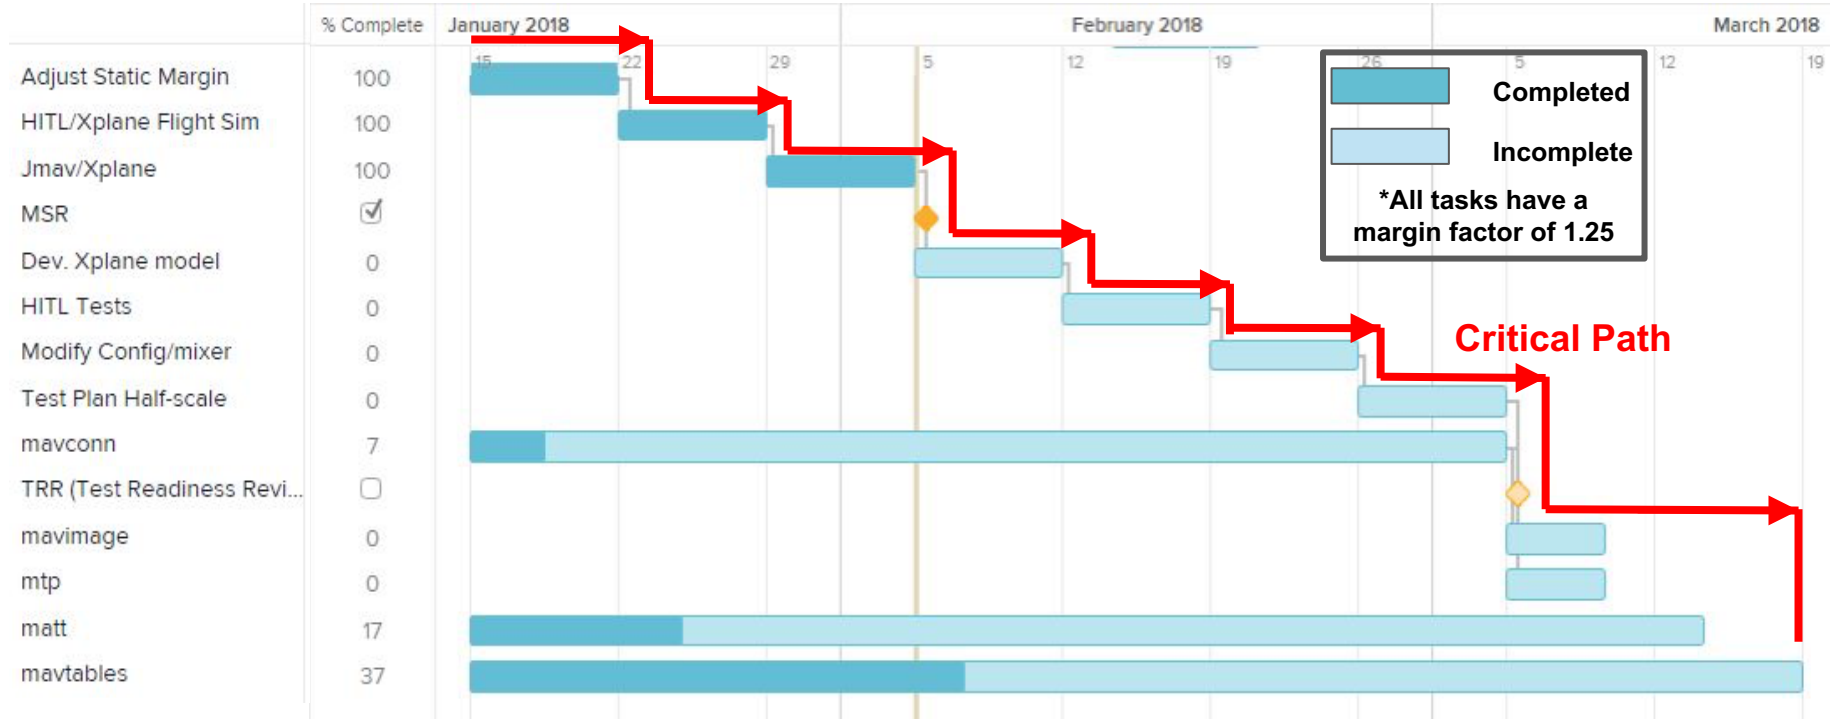 % Complete January 2018 February 2018 March 2018
15 22 29 5 12 19 26 5 12 19
Adjust Static Margin 100
HITL/Xplane Flight Sim 100
Jmav/Xplane 100
MSR
Dev. Xplane model 0
HITL Tests 0
Modify Config/mixer 0
Test Plan Half-scale 0
mavconn 7
TRR (Test Readiness Revi...
mavimage 0
mtp 0
matt 17
mavtables 37
Completed
Incomplete
*All tasks have a
margin factor of 1.25
Critical Path